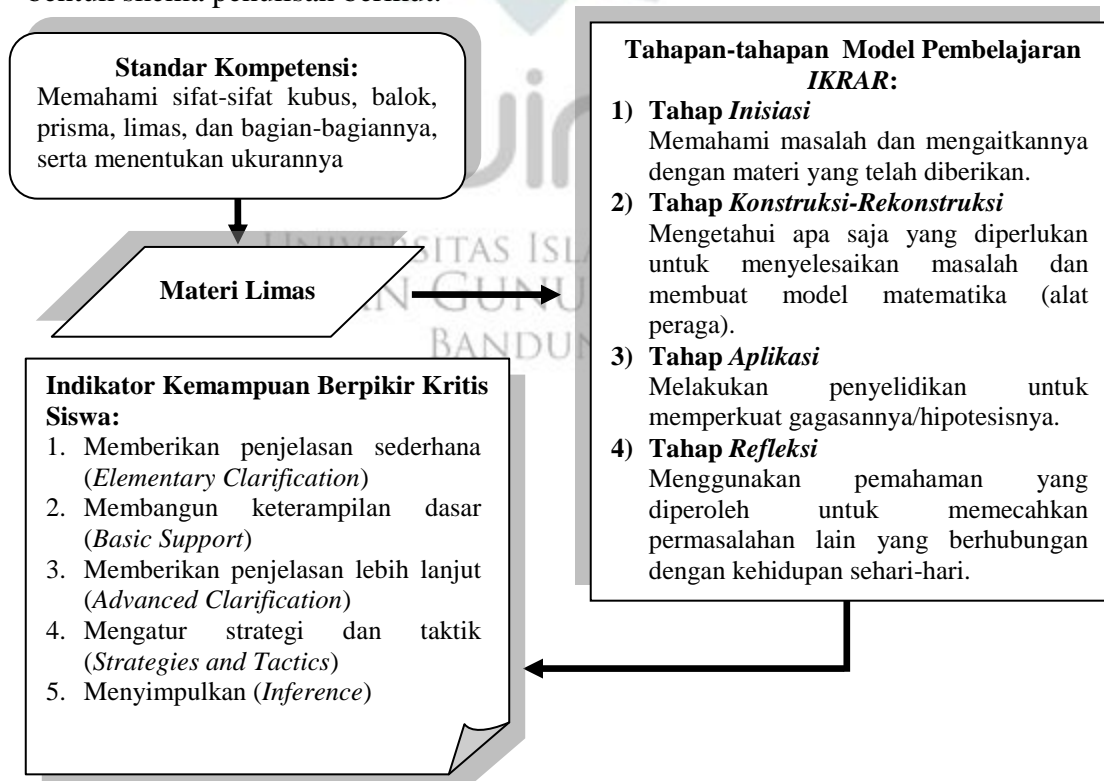 bentuk skema penulisan berikut:
Standar Kompetensi:
Memahami sifat-sifat kubus, balok,
prisma, limas, dan bagian-bagiannya,
serta menentukan ukurannya
Materi Limas
Indikator Kemampuan Berpikir Kritis
Siswa:
1. Memberikan penjelasan sederhana
(Elementary Clarification)
2. Membangun keterampilan dasar
(Basic Support)
3. Memberikan penjelasan lebih lanjut
(Advanced Clarification)
4. Mengatur strategi dan taktik
(Strategies and Tactics)
5. Menyimpulkan (Inference)
Tahapan-tahapan Model Pembelajaran
IKRAR:
1) Tahap Inisiasi
Memahami masalah dan mengaitkannya
dengan materi yang telah diberikan.
2) Tahap Konstruksi-Rekonstruksi
Mengetahui apa saja yang diperlukan
untuk menyelesaikan masalah dan
membuat model matematika (alat
peraga).
3) Tahap Aplikasi
Melakukan penyelidikan untuk
memperkuat gagasannya/hipotesisnya.
4) Tahap Refleksi
Menggunakan pemahaman yang
diperoleh untuk memecahkan
permasalahan lain yang berhubungan
dengan kehidupan sehari-hari.